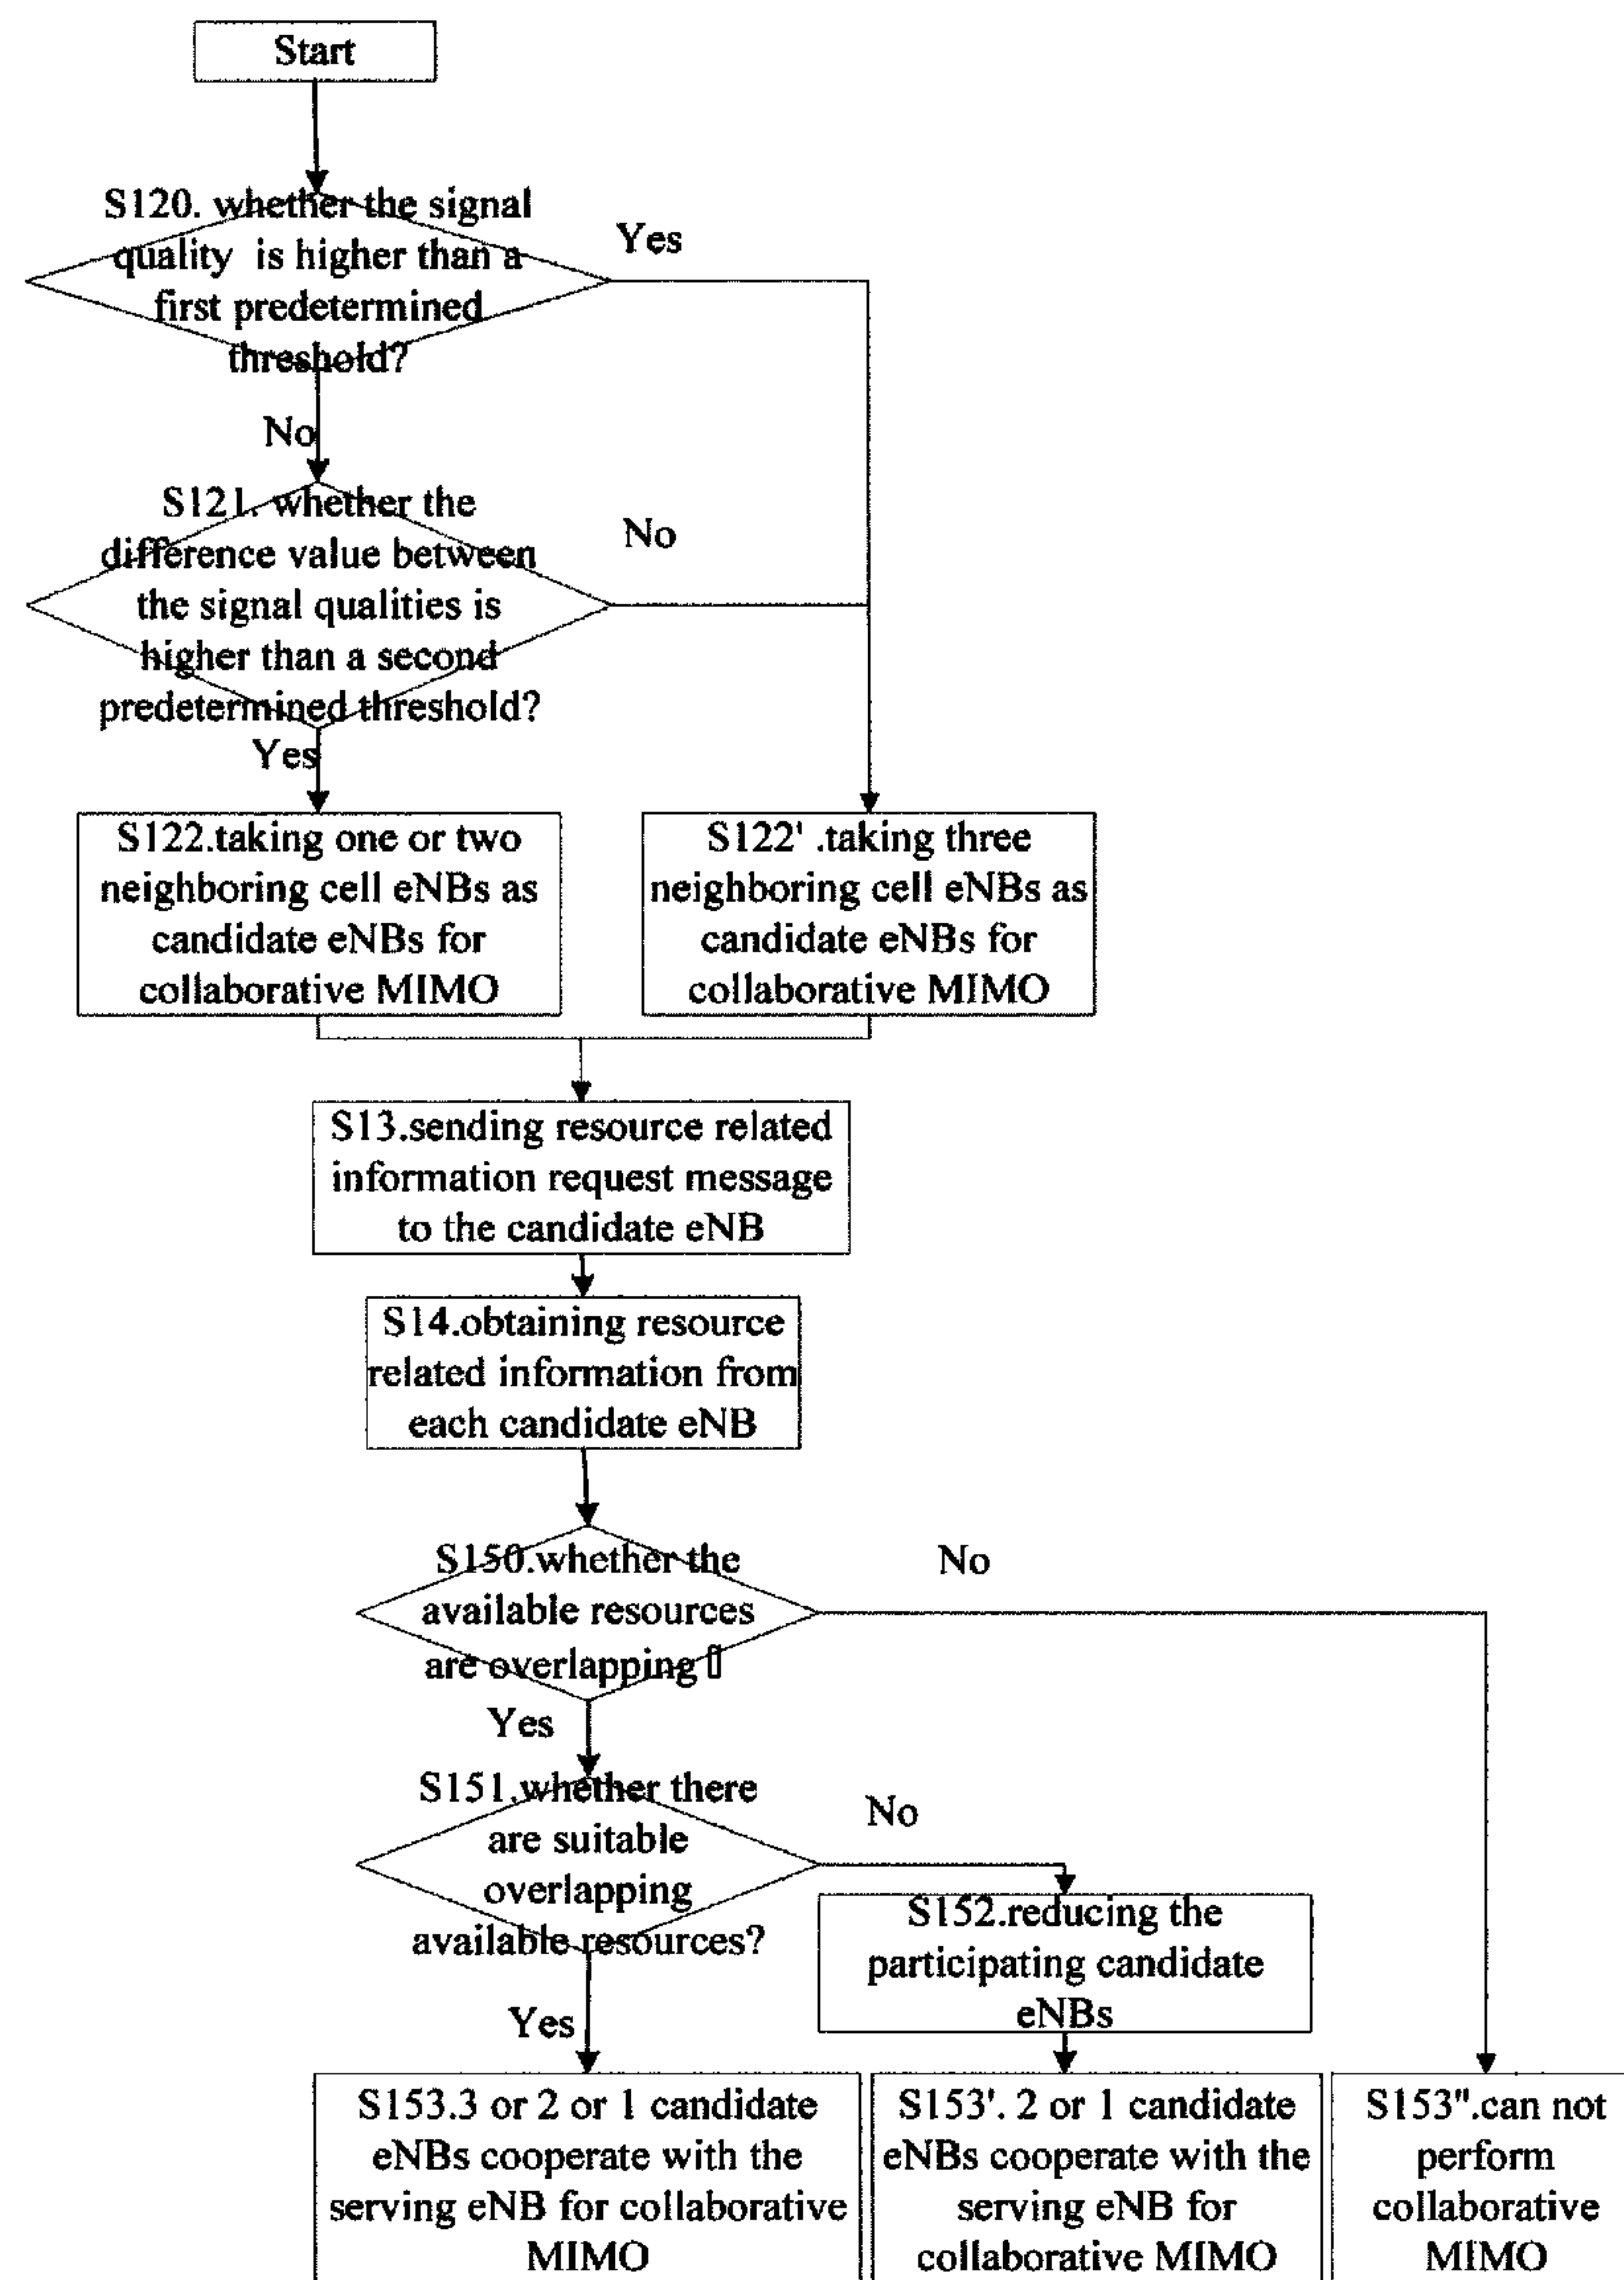 Start
S120. whether the signal
quality is higher than a
first predetermined
threshold?
Yes
No
S121. whether the
difference value between
the signal qualities is
higher than a second
predetermined threshold?
No
Yes
S122.taking one or two
neighboring cell eNBs as
candidate eNBs for
collaborative MIMO
S122' .taking three
neighboring cell eNBs as
candidate eNBs for
collaborative MIMO
S13.sending resource related
information request message
to the candidate eNB
S14.obtaining resource
related information from
each candidate eNB
S150.whether the
available resources
are overlapping
No
Yes
S151.whether there
are suitable
overlapping
available resources?
No
Yes
S152.reducing the
participating candidate
eNBs
S153.3 or 2 or 1 candidate
eNBs cooperate with the
serving eNB for collaborative
MIMO
S153'. 2 or 1 candidate
eNBs cooperate with the
serving eNB for
collaborative MIMO
S153".can not
perform
collaborative
MIMO